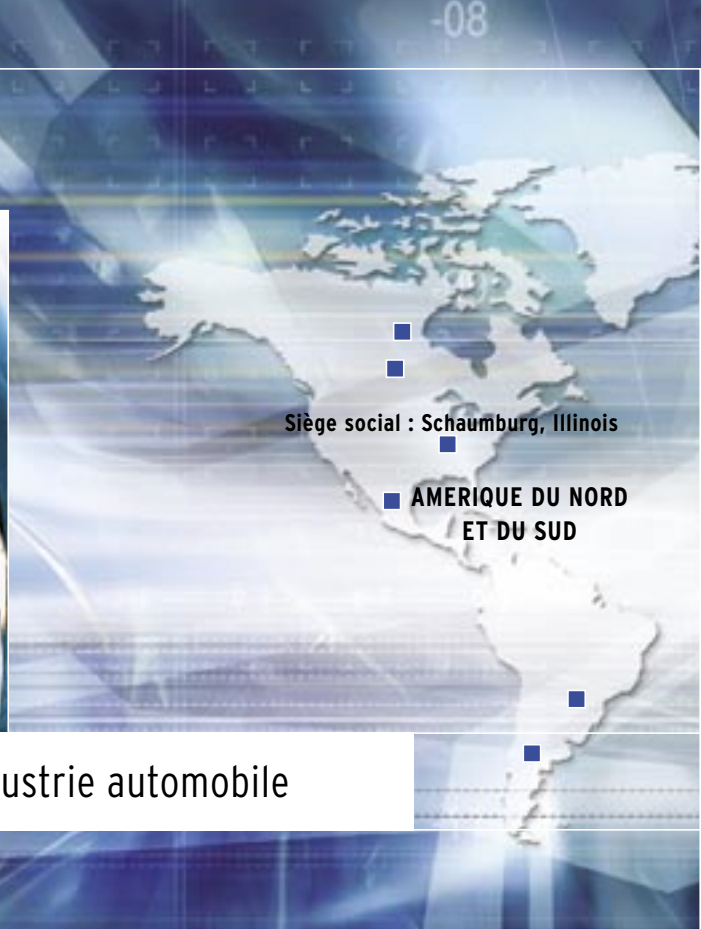 -08
Siège social : Schaumburg, Illinois
AMERIQUE DU NORD
ET DU SUD
ustrie automobile